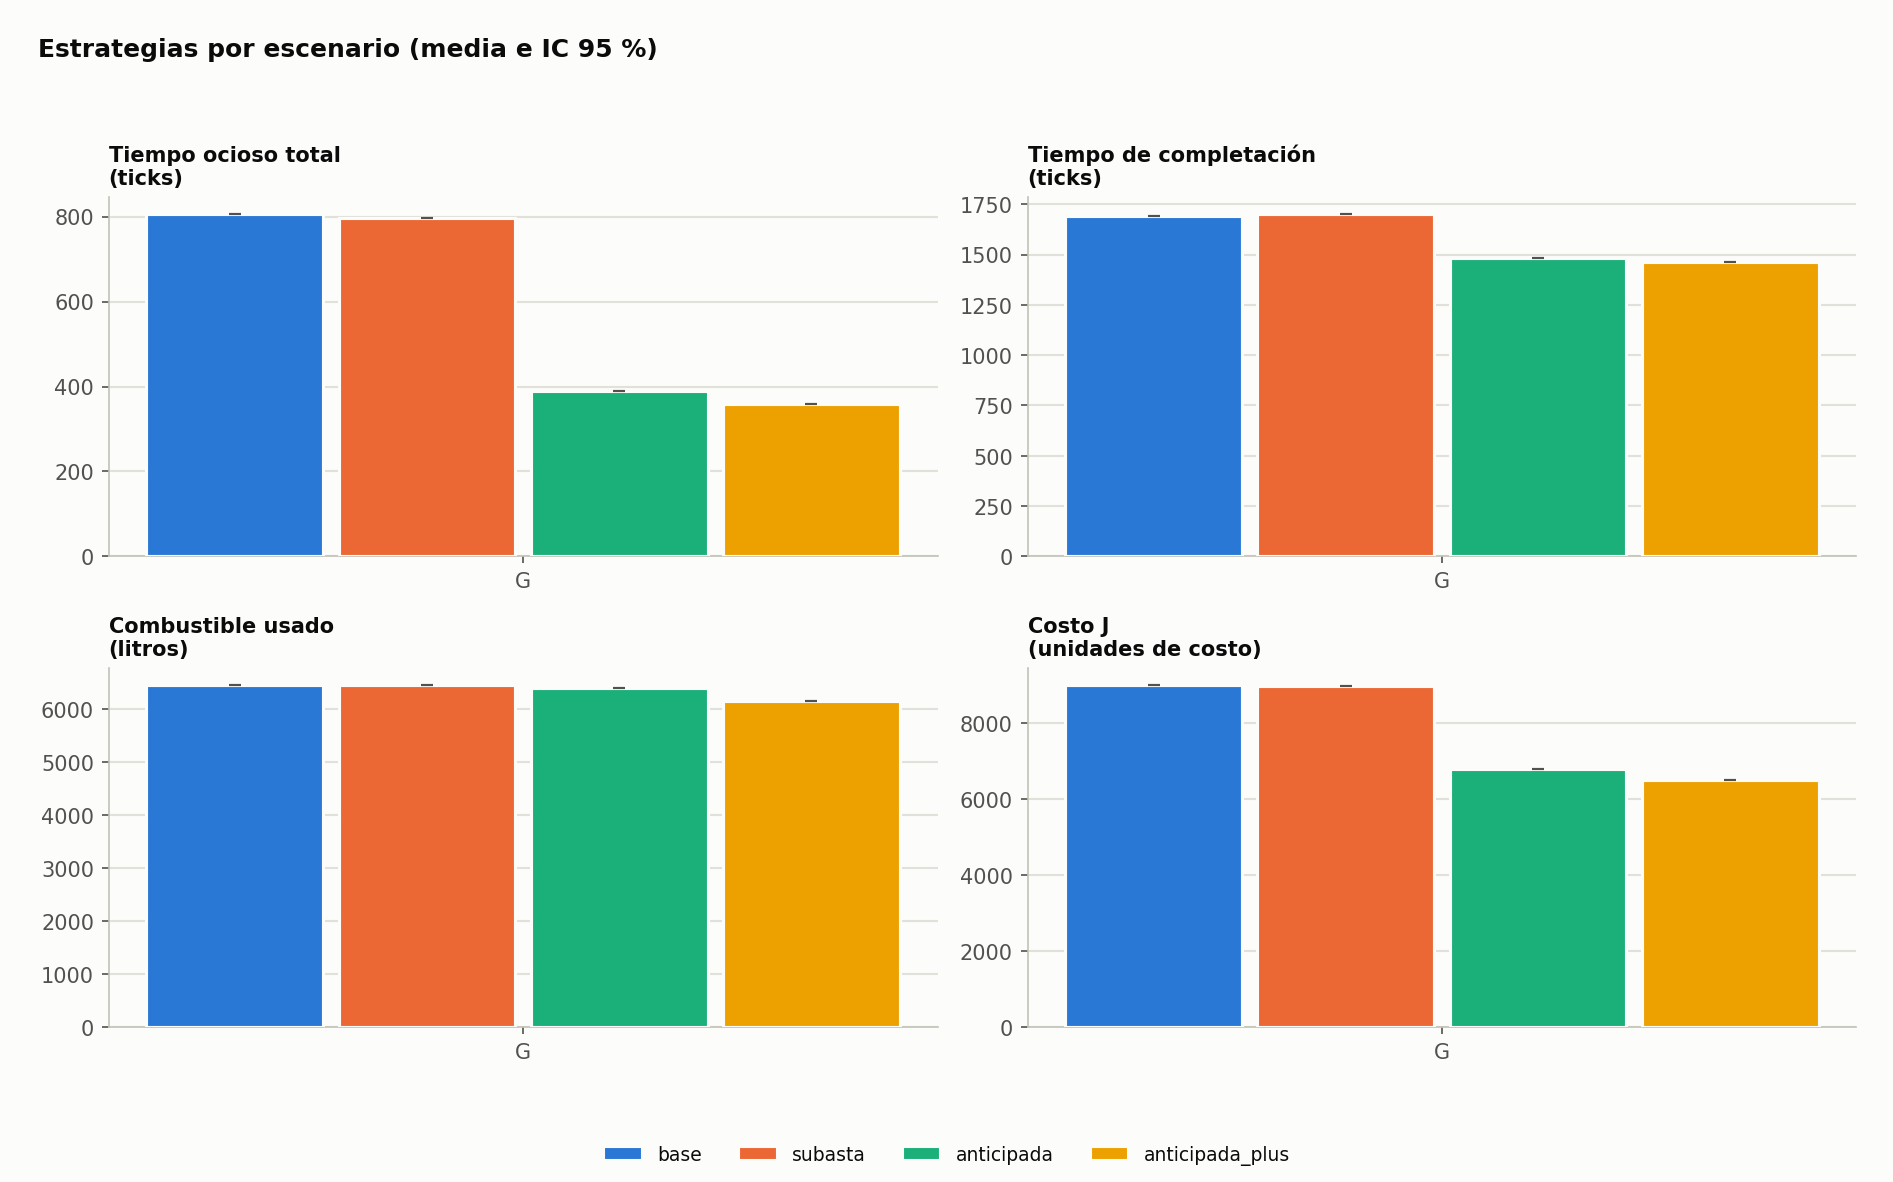 Estrategias por escenario (media e IC 95 %)
Tiempo ocioso total
(ticks)
800
600
400
200
0
G
Tiempo de completación
(ticks)
1750
1500
1250
1000
750
500
250
0
G
Combustible usado
(litros)
6000
5000
4000
3000
2000
1000
0
G
Costo J
(unidades de costo)
8000
6000
4000
2000
0
G
base subasta anticipada anticipada_plus